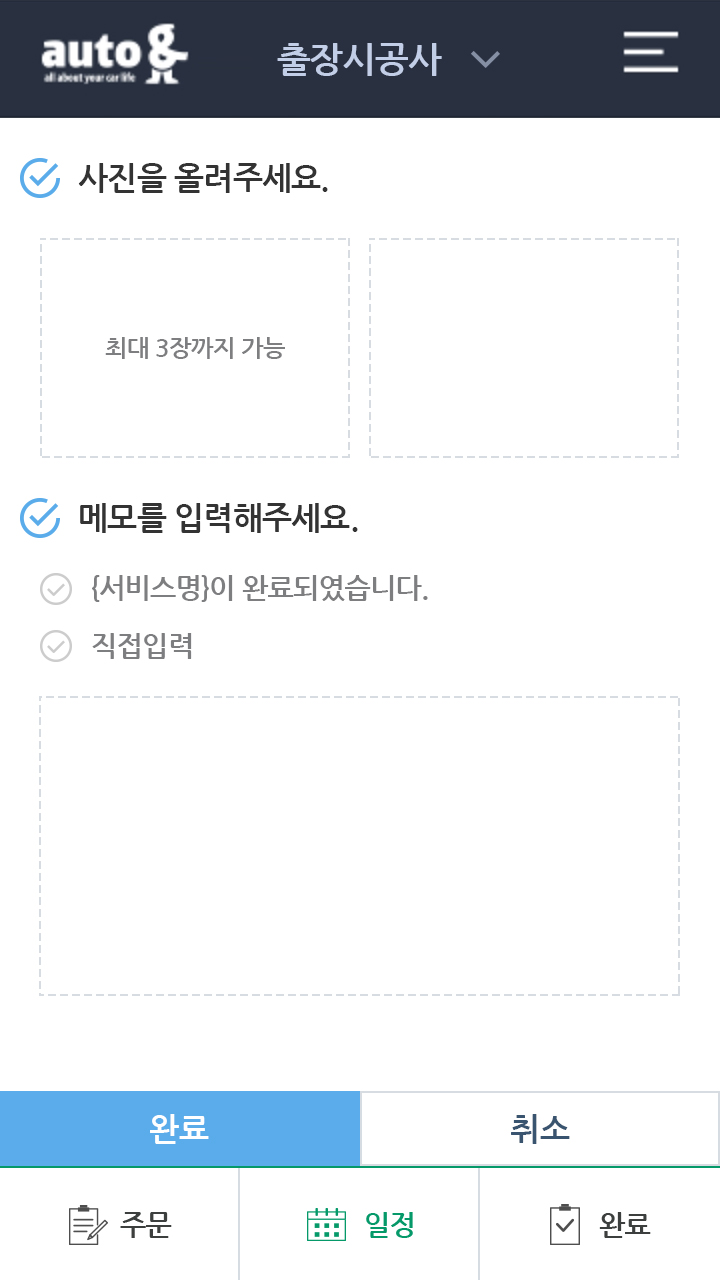 auto &
all about your car life
출장시공사
사진을 올려주세요.
최대 3장까지 가능
메모를 입력해주세요.
{서비스명}이 완료되였습니다.
직접입력
완료
취소
주문
일정
완료